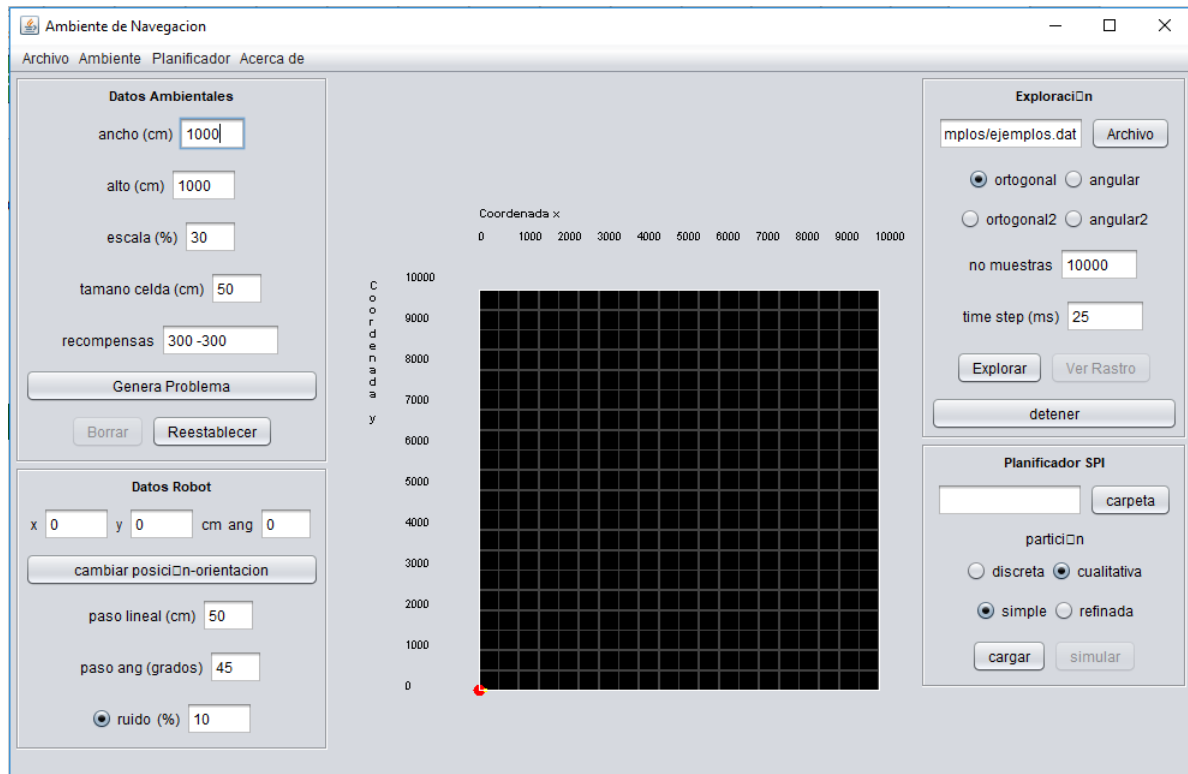 Ambiente de Navegacion
Archivo Ambiente Planificador Acerca de
Datos Ambientales
ancho (cm) 1000
alto (cm) 1000
escala (%) 30
tamano celda (cm) 50
recompensas 300 -300
Genera Problema
Borrar Reestablecer
Datos Robot
x 0 y 0 cm ang 0
cambiar posici□n-orientacion
paso lineal (cm) 50
paso ang (grados) 45
ruido (%) 10
Coordenada x
0 1000 2000 3000 4000 5000 6000 7000 8000 9000 10000
Coordenada y
10000
9000
8000
7000
6000
5000
4000
3000
2000
1000
0
Exploraci□n
mplos/ejemplos.dat Archivo
ortogonal angular
ortogonal2 angular2
no muestras 10000
time step (ms) 25
Explorar Ver Rastro
detener
Planificador SPI
carpeta
partici□n
discreta cualitativa
simple refinada
cargar simular